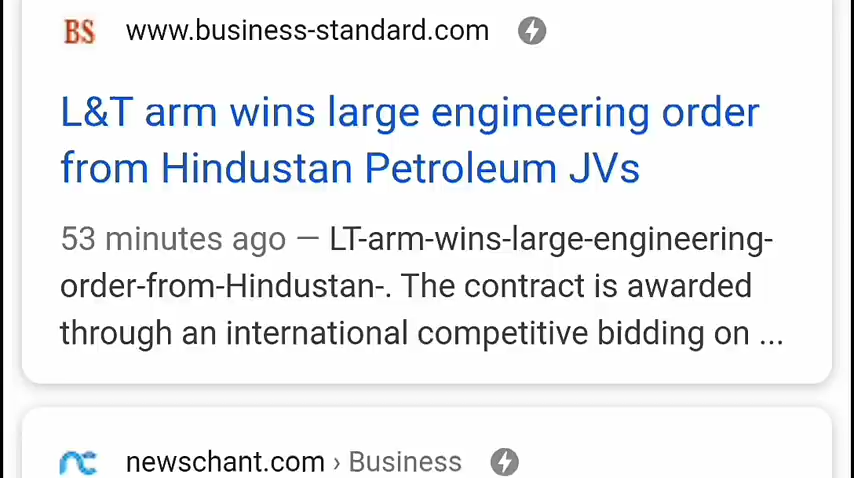 BS www.business-standard.com
L&T arm wins large engineering order
from Hindustan Petroleum JVs
53 minutes ago — LT-arm-wins-large-engineering-
order-from-Hindustan-. The contract is awarded
through an international competitive bidding on ...
newschant.com › Business